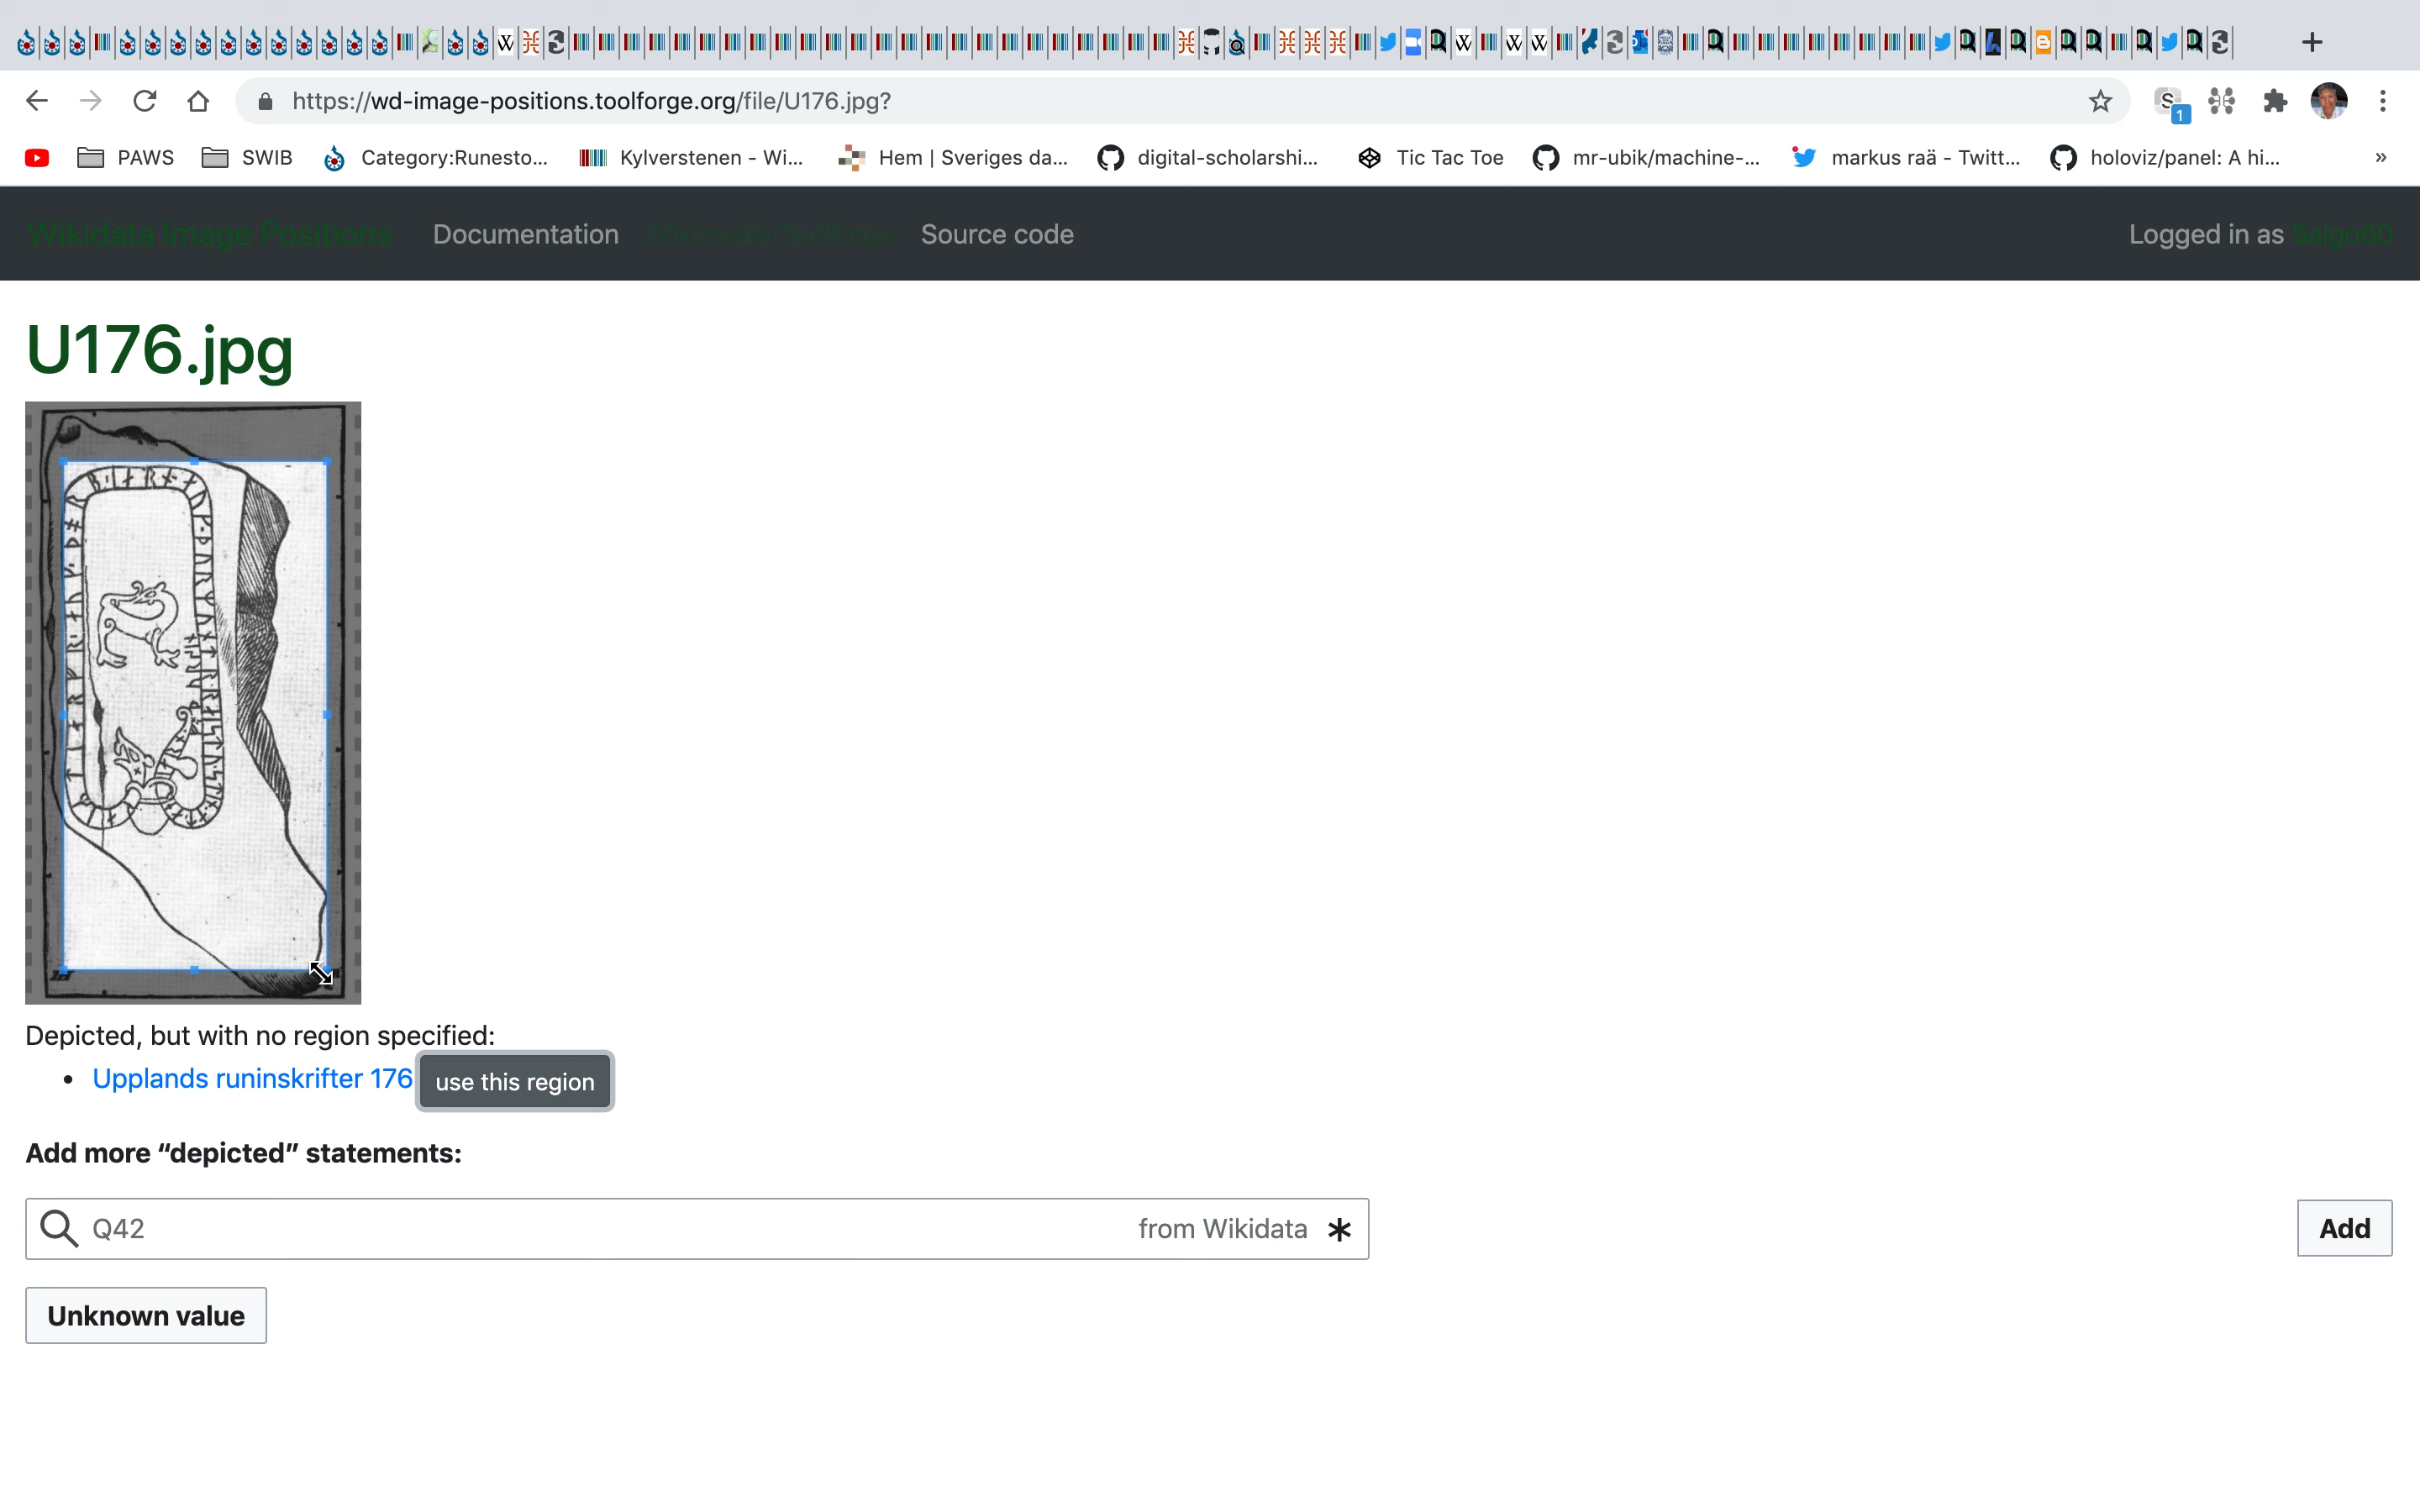 https://wd-image-positions.toolforge.org/file/U176.jpg?
S 1
PAWS SWIB Category:Runesto... Kylverstenen - Wi... Hem | Sveriges da... digital-scholarshi... Tic Tac Toe mr-ubik/machine-... markus raä - Twitt... holoviz/panel: A hi... »
Wikidata Image Positions Documentation Wikimedia Toolforge Source code Logged in as Salgo60
U176.jpg
Depicted, but with no region specified:
• Upplands runinskrifter 176 use this region
Add more “depicted” statements:
Q42 from Wikidata Add
Unknown value